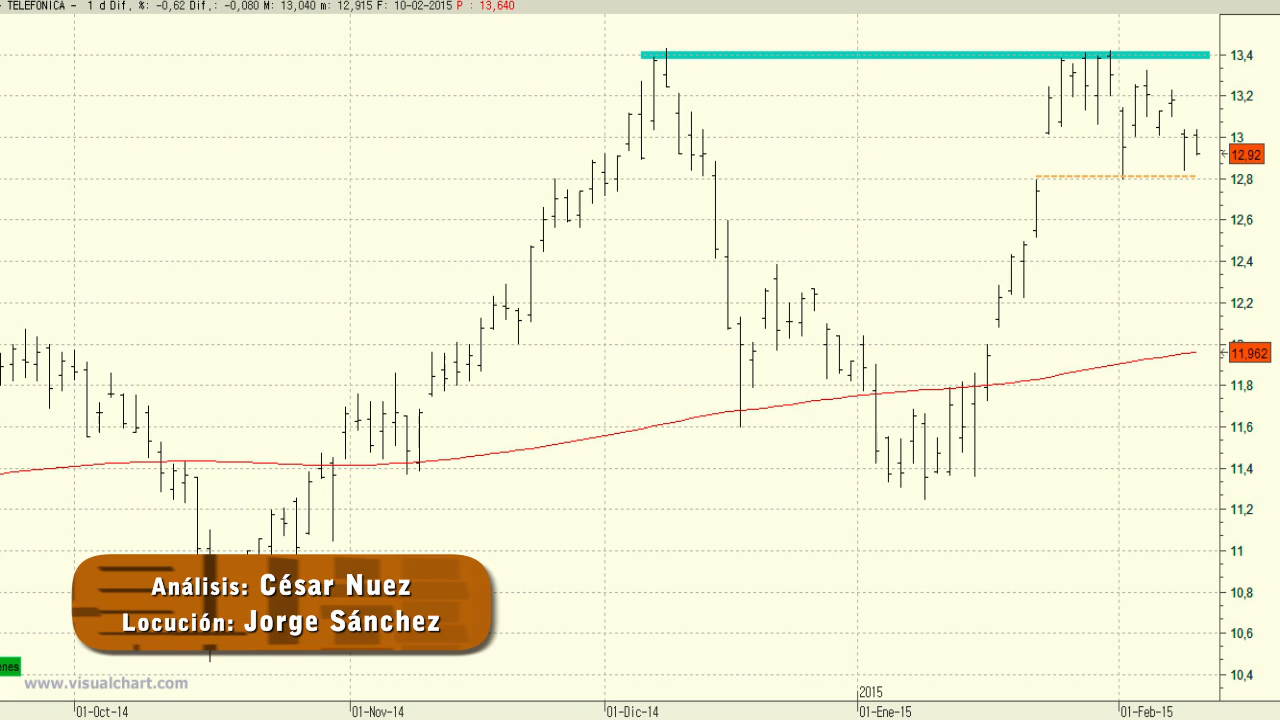 - TELEFONICA - 1 d Dif. %: -0,62 Dif.: -0,080 M: 13,040 m: 12,915 F: 10-02-2015 P : 13,640
13,4
13,2
13
12,92
12,8
12,6
12,4
12,2
11,962
11,8
11,6
11,4
11,2
11
10,8
10,6
10,4
Análisis: César Nuez
Locución: Jorge Sánchez
enes
www.visualchart.com
2015
01-Oct-14
01-Nov-14
01-Dic-14
01-Ene-15
01-Feb-15